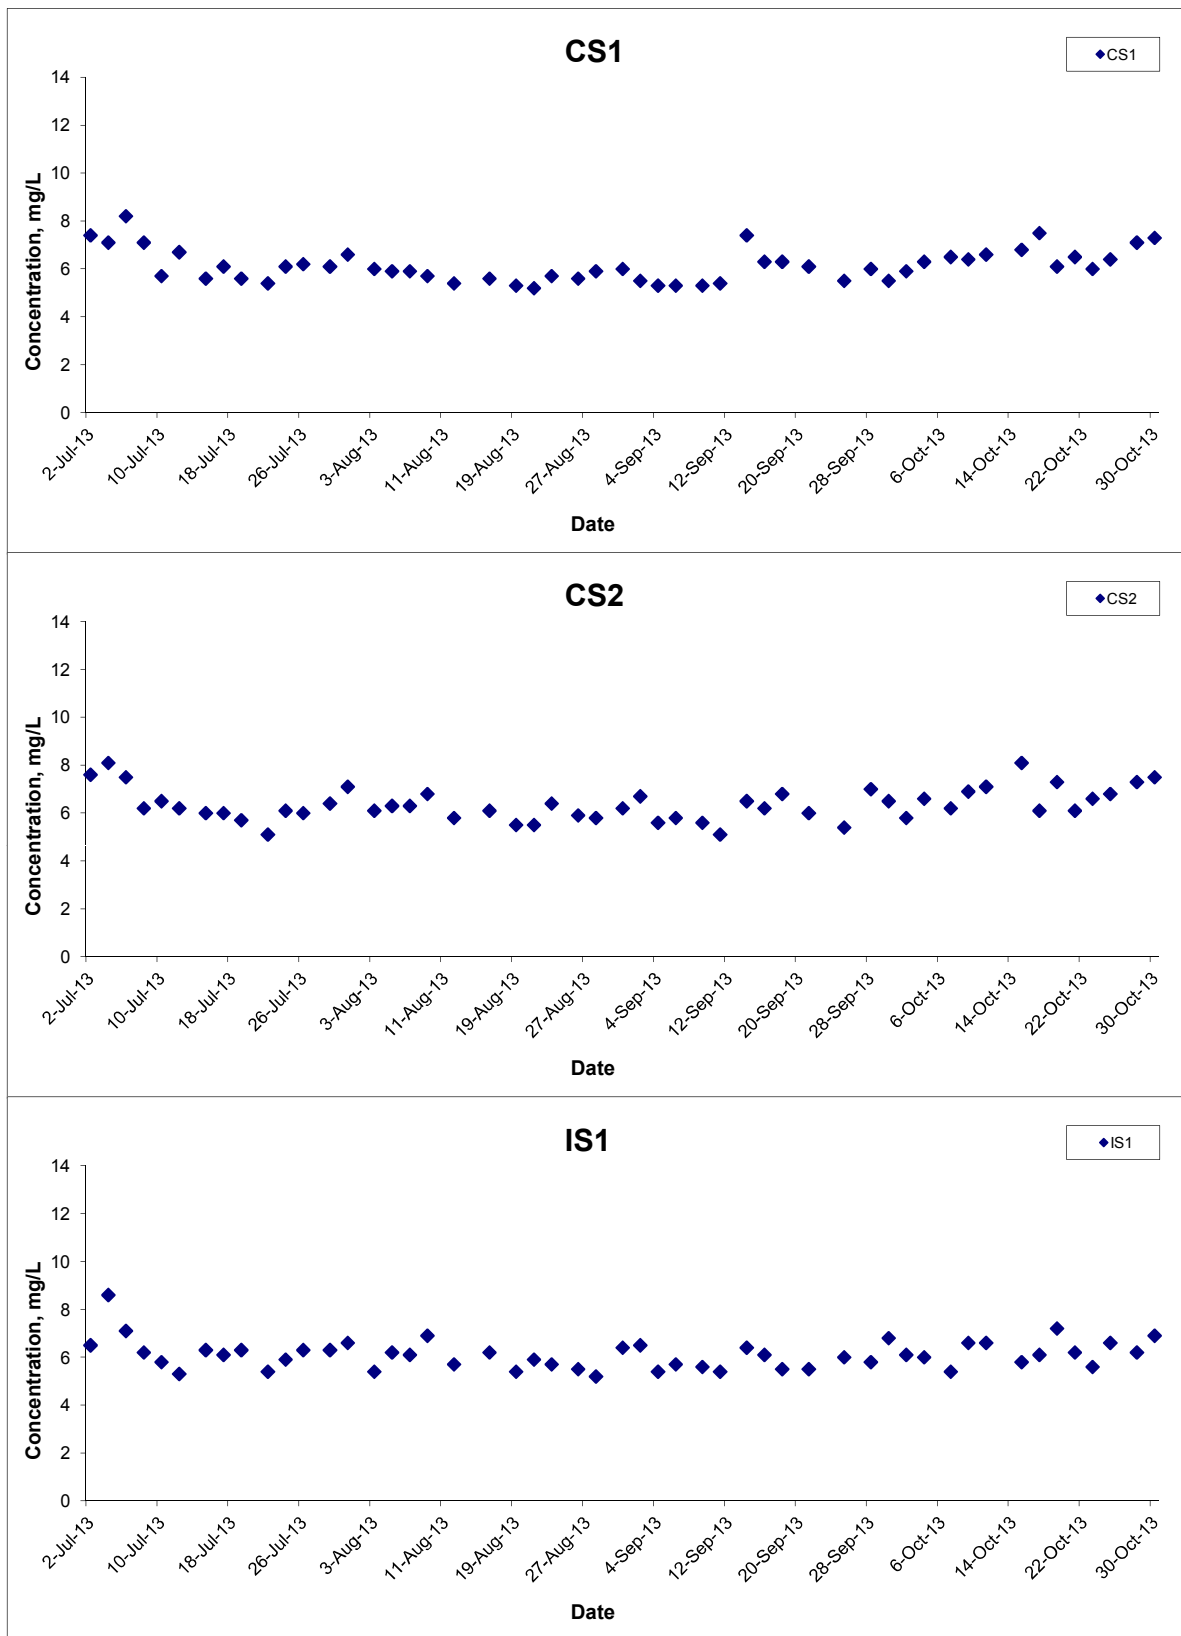 CS1
CS1
14
12
10
8
6
4
2
0
Concentration, mg/L
2-Jul-13
10-Jul-13
18-Jul-13
26-Jul-13
3-Aug-13
11-Aug-13
19-Aug-13
27-Aug-13
4-Sep-13
12-Sep-13
20-Sep-13
28-Sep-13
6-Oct-13
14-Oct-13
22-Oct-13
30-Oct-13
Date
CS2
CS2
14
12
10
8
6
4
2
0
Concentration, mg/L
2-Jul-13
10-Jul-13
18-Jul-13
26-Jul-13
3-Aug-13
11-Aug-13
19-Aug-13
27-Aug-13
4-Sep-13
12-Sep-13
20-Sep-13
28-Sep-13
6-Oct-13
14-Oct-13
22-Oct-13
30-Oct-13
Date
IS1
IS1
14
12
10
8
6
4
2
0
Concentration, mg/L
2-Jul-13
10-Jul-13
18-Jul-13
26-Jul-13
3-Aug-13
11-Aug-13
19-Aug-13
27-Aug-13
4-Sep-13
12-Sep-13
20-Sep-13
28-Sep-13
6-Oct-13
14-Oct-13
22-Oct-13
30-Oct-13
Date